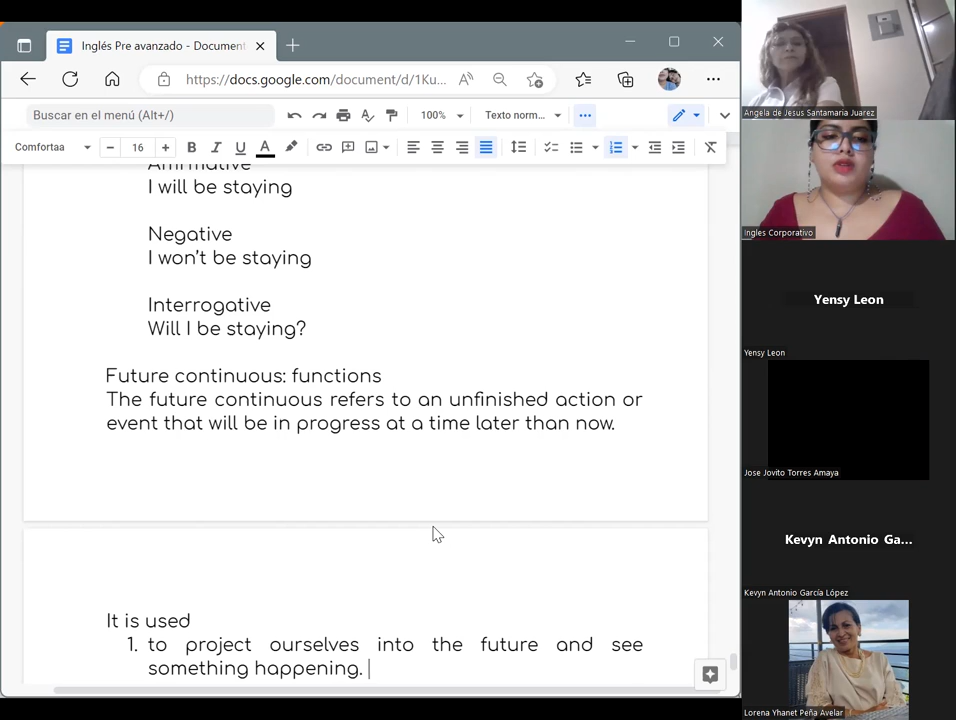 Inglés Pre avanzado - Document
https://docs.google.com/document/d/1Ku...
Buscar en el menú (Alt+/)
100%
Texto norm...
Comfortaa
16
B I U A
Affirmative
I will be staying
Negative
I won't be staying
Interrogative
Will I be staying?
Future continuous: functions
The future continuous refers to an unfinished action or
event that will be in progress at a time later than now.
It is used
1. to project ourselves into the future and see
something happening.
Angela de Jesus Santamaria Juarez
Ingles Corporativo
Yensy Leon
Yensy Leon
Jose Jovito Torres Amaya
Kevyn Antonio Ga...
Kevyn Antonio García López
Lorena Yhanet Peña Avelar